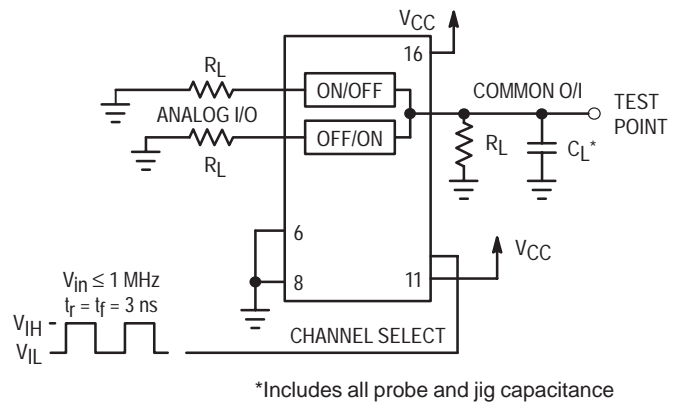 VCC
16
RL
ON/OFF
COMMON O/I
TEST
POINT
ANALOG I/O
OFF/ON
RL
CL*
RL
6
VCC
8
11
Vin ≤ 1 MHz
tr = tf = 3 ns
VIH
VIL
CHANNEL SELECT
*Includes all probe and jig capacitance